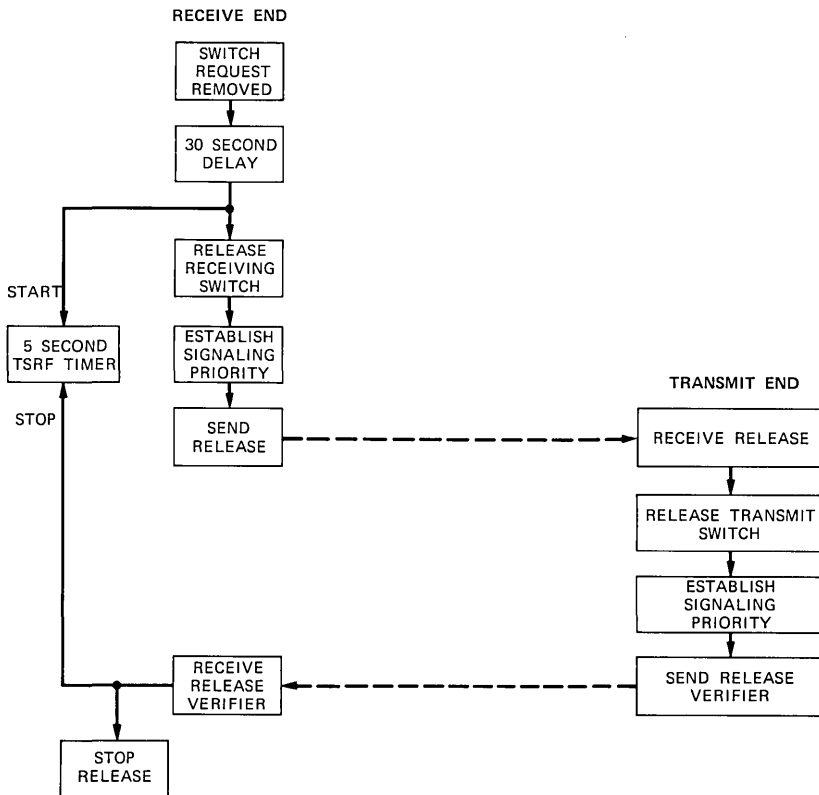 RECEIVE END
SWITCH
REQUEST
REMOVED
30 SECOND
DELAY
RELEASE
RECEIVING
SWITCH
START
5 SECOND
TSRF TIMER
ESTABLISH
SIGNALING
PRIORITY
STOP
SEND
RELEASE
TRANSMIT END
RECEIVE RELEASE
RELEASE TRANSMIT
SWITCH
ESTABLISH
SIGNALING
PRIORITY
SEND RELEASE
VERIFIER
RECEIVE
RELEASE
VERIFIER
STOP
RELEASE